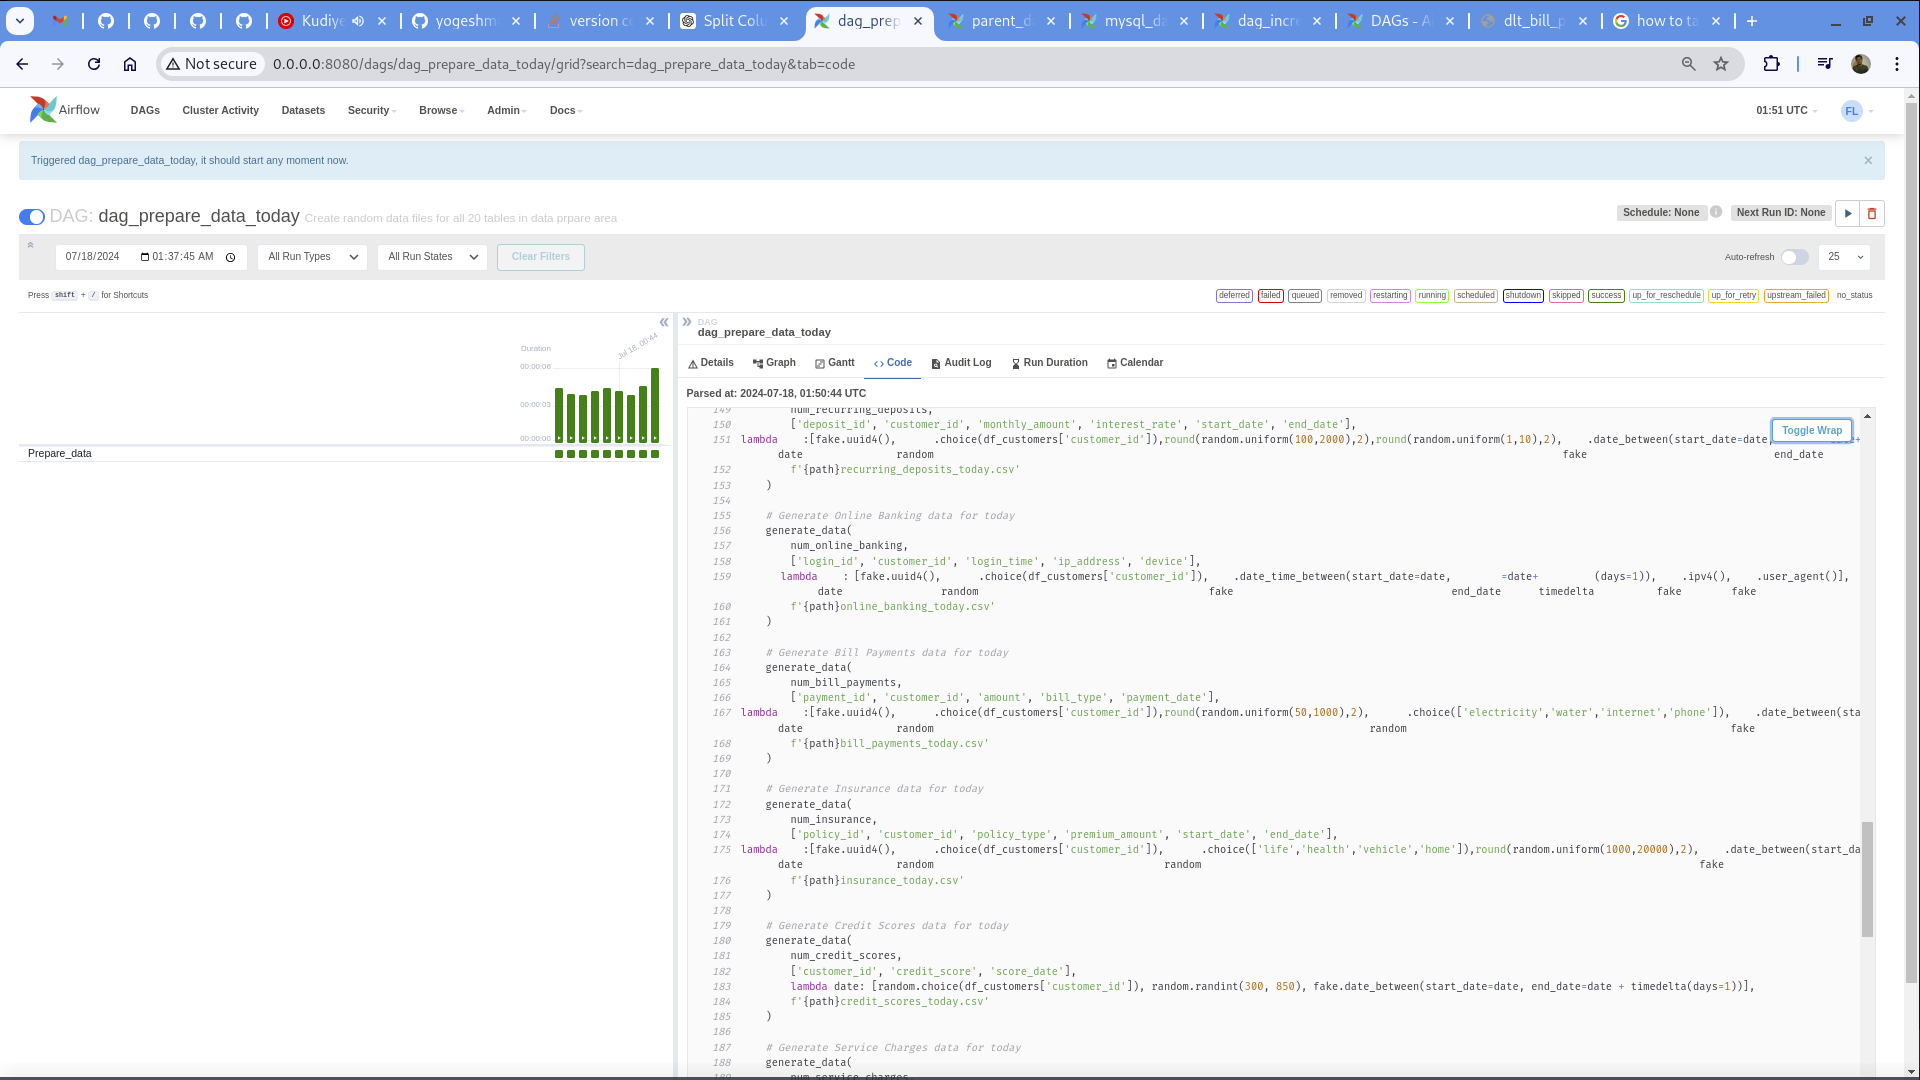 Kudiye
yogeshm
version c
Split Colu
dag_prep
parent_d
mysql_da
dag_incr
DAGs - A
dlt_bill_p
how to ta
Not secure
0.0.0.0:8080/dags/dag_prepare_data_today/grid?search=dag_prepare_data_today&tab=code
Airflow
DAGs
Cluster Activity
Datasets
Security
Browse
Admin
Docs
01:51 UTC
FL
Triggered dag_prepare_data_today, it should start any moment now.
×
DAG: dag_prepare_data_today Create random data files for all 20 tables in data prpare area
Schedule: None
Next Run ID: None
07/18/2024 01:37:45 AM
All Run Types
All Run States
Clear Filters
Auto-refresh
25
Press shift + / for Shortcuts
deferred failed queued removed restarting running scheduled shutdown skipped success up_for_reschedule up_for_retry upstream_failed no_status
Duration
Jul 18, 00:44
00:00:06
00:00:03
00:00:00
Prepare_data
DAG
dag_prepare_data_today
Details
Graph
Gantt
Code
Audit Log
Run Duration
Calendar
Parsed at: 2024-07-18, 01:50:44 UTC
Toggle Wrap
149 num_recurring_deposits,
150 ['deposit_id', 'customer_id', 'monthly_amount', 'interest_rate', 'start_date', 'end_date'],
151 lambda :[fake.uuid4(), .choice(df_customers['customer_id']),round(random.uniform(100,2000),2),round(random.uniform(1,10),2), .date_between(start_date=date,
date random fake end_date
152 f'{path}recurring_deposits_today.csv'
153 )
154
155 # Generate Online Banking data for today
156 generate_data(
157 num_online_banking,
158 ['login_id', 'customer_id', 'login_time', 'ip_address', 'device'],
159 lambda : [fake.uuid4(), .choice(df_customers['customer_id']), .date_time_between(start_date=date, =date+ (days=1)), .ipv4(), .user_agent()],
date random fake end_date timedelta fake fake
160 f'{path}online_banking_today.csv'
161 )
162
163 # Generate Bill Payments data for today
164 generate_data(
165 num_bill_payments,
166 ['payment_id', 'customer_id', 'amount', 'bill_type', 'payment_date'],
167 lambda :[fake.uuid4(), .choice(df_customers['customer_id']),round(random.uniform(50,1000),2), .choice(['electricity','water','internet','phone']), .date_between(sta
date random random fake
168 f'{path}bill_payments_today.csv'
169 )
170
171 # Generate Insurance data for today
172 generate_data(
173 num_insurance,
174 ['policy_id', 'customer_id', 'policy_type', 'premium_amount', 'start_date', 'end_date'],
175 lambda :[fake.uuid4(), .choice(df_customers['customer_id']), .choice(['life','health','vehicle','home']),round(random.uniform(1000,20000),2), .date_between(start_da
date random random fake
176 f'{path}insurance_today.csv'
177 )
178
179 # Generate Credit Scores data for today
180 generate_data(
181 num_credit_scores,
182 ['customer_id', 'credit_score', 'score_date'],
183 lambda date: [random.choice(df_customers['customer_id']), random.randint(300, 850), fake.date_between(start_date=date, end_date=date + timedelta(days=1))],
184 f'{path}credit_scores_today.csv'
185 )
186
187 # Generate Service Charges data for today
188 generate_data(
189 num_service_charges,